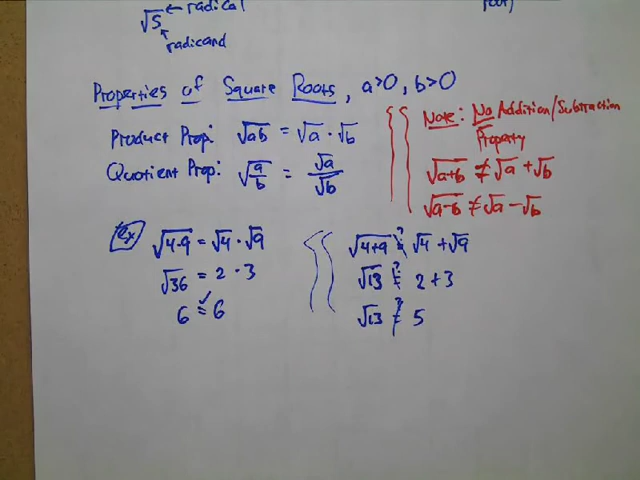 √5 ← radical
radicand
root)
Properties of Square Roots, a>0, b>0
Product Prop: √ab = √a · √b
Quotient Prop: √(a/b) = √a/√b
Note: No Addition/Subtraction
Property
√a+b ≠ √a + √b
√a-b ≠ √a - √b
ex
√4·9 = √4 · √9
√36 = 2 · 3
6 = 6 ✓
√4+9 ≟ √4 + √9
√13 ≟ 2 + 3
√13 ≠ 5